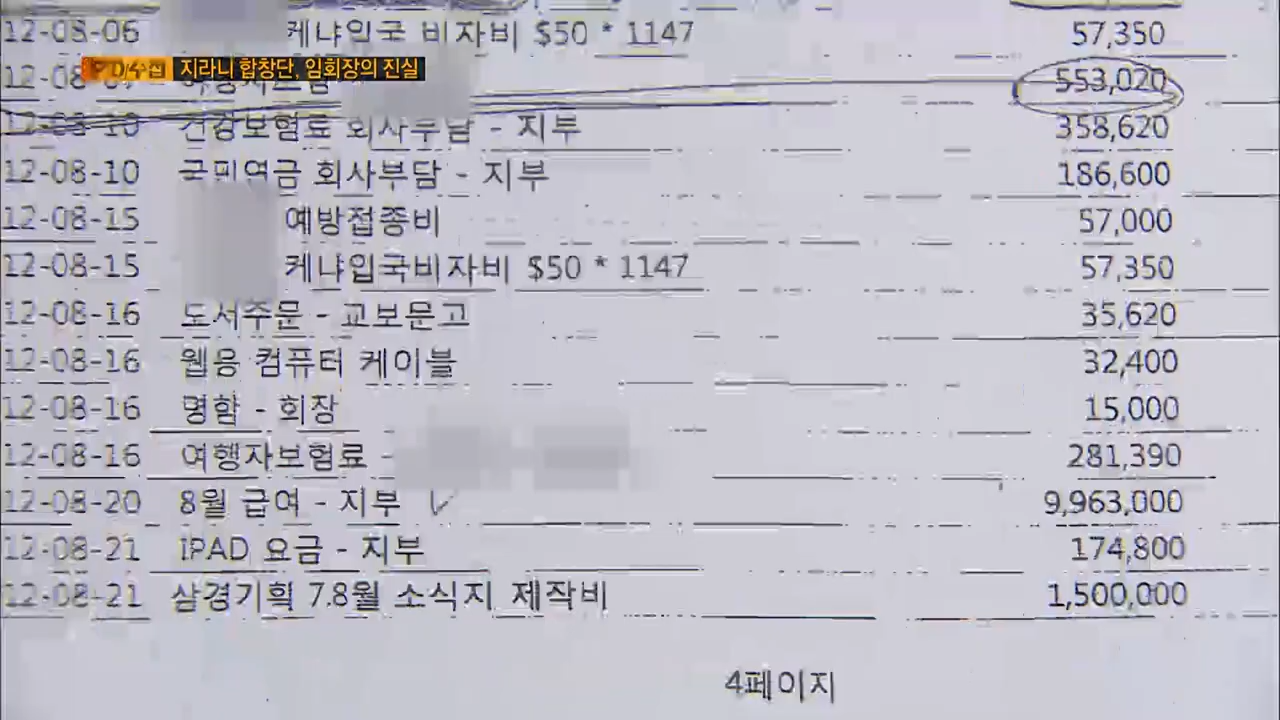 12-08-06 케냐입국 비자비 $50 * 1147 57,350
PD수첩 지라니 합창단, 임회장의 진실
12-08- 553,020
12-08-10 건강보험료 회사부담 - 지부 358,620
12-08-10 국민연금 회사부담 - 지부 186,600
12-08-15 예방접종비 57,000
12-08-15 케냐입국비자비 $50 * 1147 57,350
12-08-16 도서주문 - 교보문고 35,620
12-08-16 웹용 컴퓨터 케이블 32,400
12-08-16 명함 - 회장 15,000
12-08-16 여행자보험료 - 281,390
12-08-20 8월 급여 - 지부 9,963,000
12-08-21 iPAD 요금 - 지부 174,800
12-08-21 삼경기획 7.8월 소식지 제작비 1,500,000
4페이지